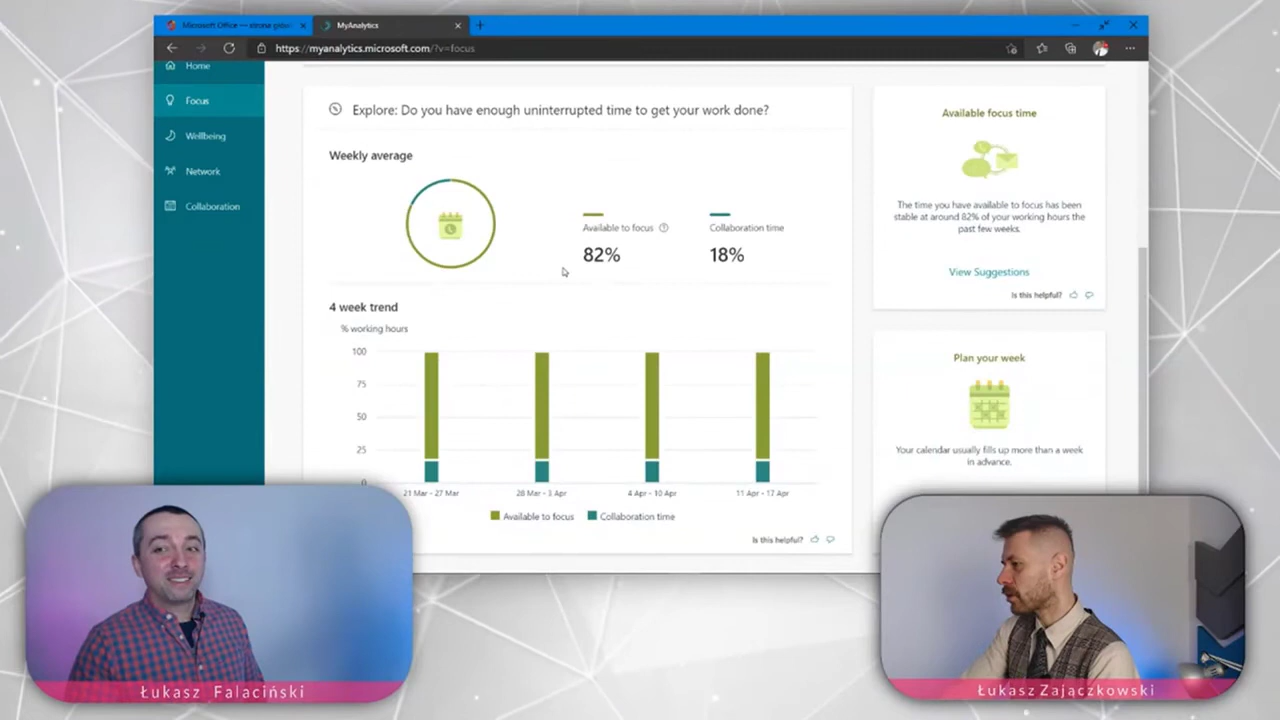 Microsoft Office — strona główn
MyAnalytics
https://myanalytics.microsoft.com/?v=focus
Home
Focus
Wellbeing
Network
Collaboration
Explore: Do you have enough uninterrupted time to get your work done?
Weekly average
Available to focus
82%
Collaboration time
18%
4 week trend
% working hours
100
75
50
25
0
21 Mar - 27 Mar
28 Mar - 3 Apr
4 Apr - 10 Apr
11 Apr - 17 Apr
Available to focus
Collaboration time
Is this helpful?
Available focus time
The time you have available to focus has been
stable at around 82% of your working hours the
past few weeks.
View Suggestions
Is this helpful?
Plan your week
Your calendar usually fills up more than a week
in advance.
Łukasz Falaciński
Łukasz Zajączkowski